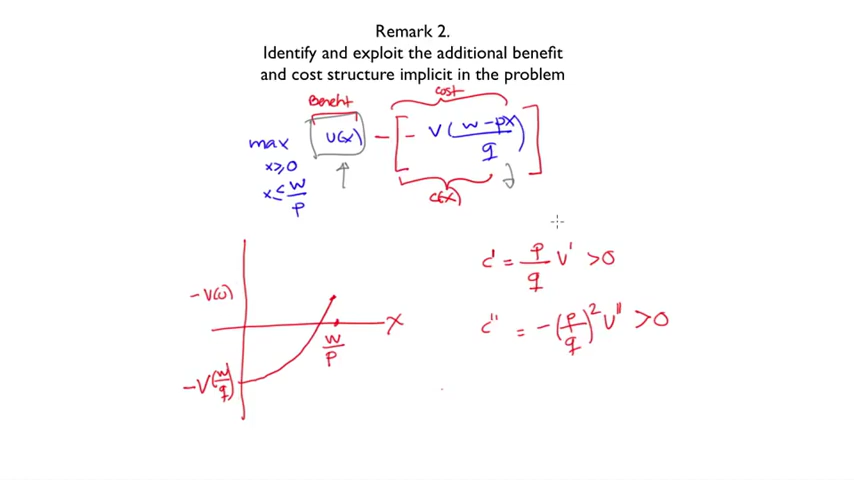 Remark 2.
Identify and exploit the additional benefit
and cost structure implicit in the problem
Benefit cost
max U(x) - [ - V( w - px / q ) ]
x ≥ 0
x ≤ w/p
c(x)
c' = p/q V' > 0
- V(0)
c'' = - (p/q)² V'' > 0
x
w/p
- V(w/q)